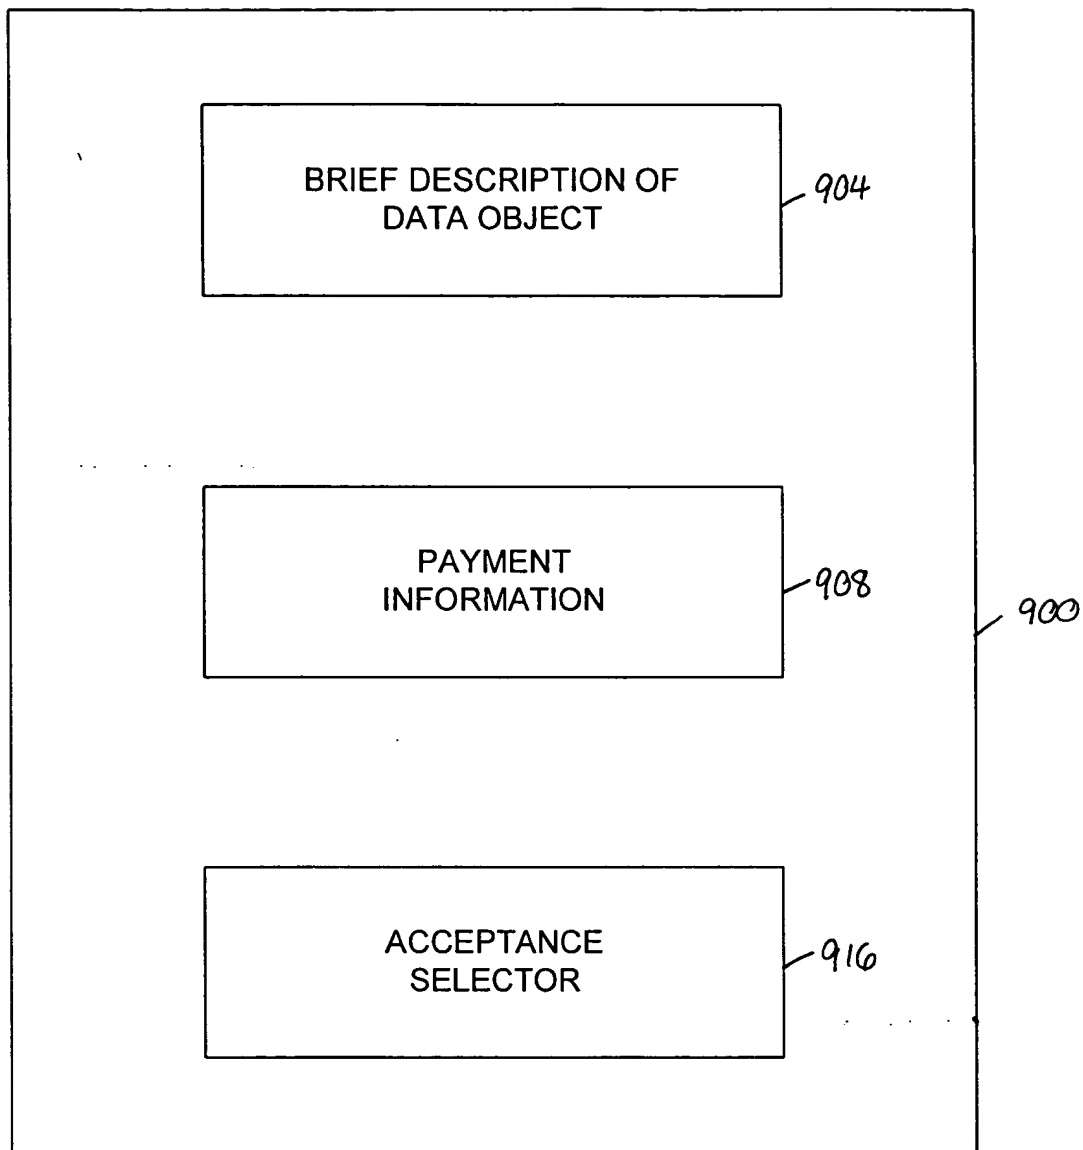 BRIEF DESCRIPTION OF
DATA OBJECT
904
PAYMENT
INFORMATION
908
900
ACCEPTANCE
SELECTOR
916